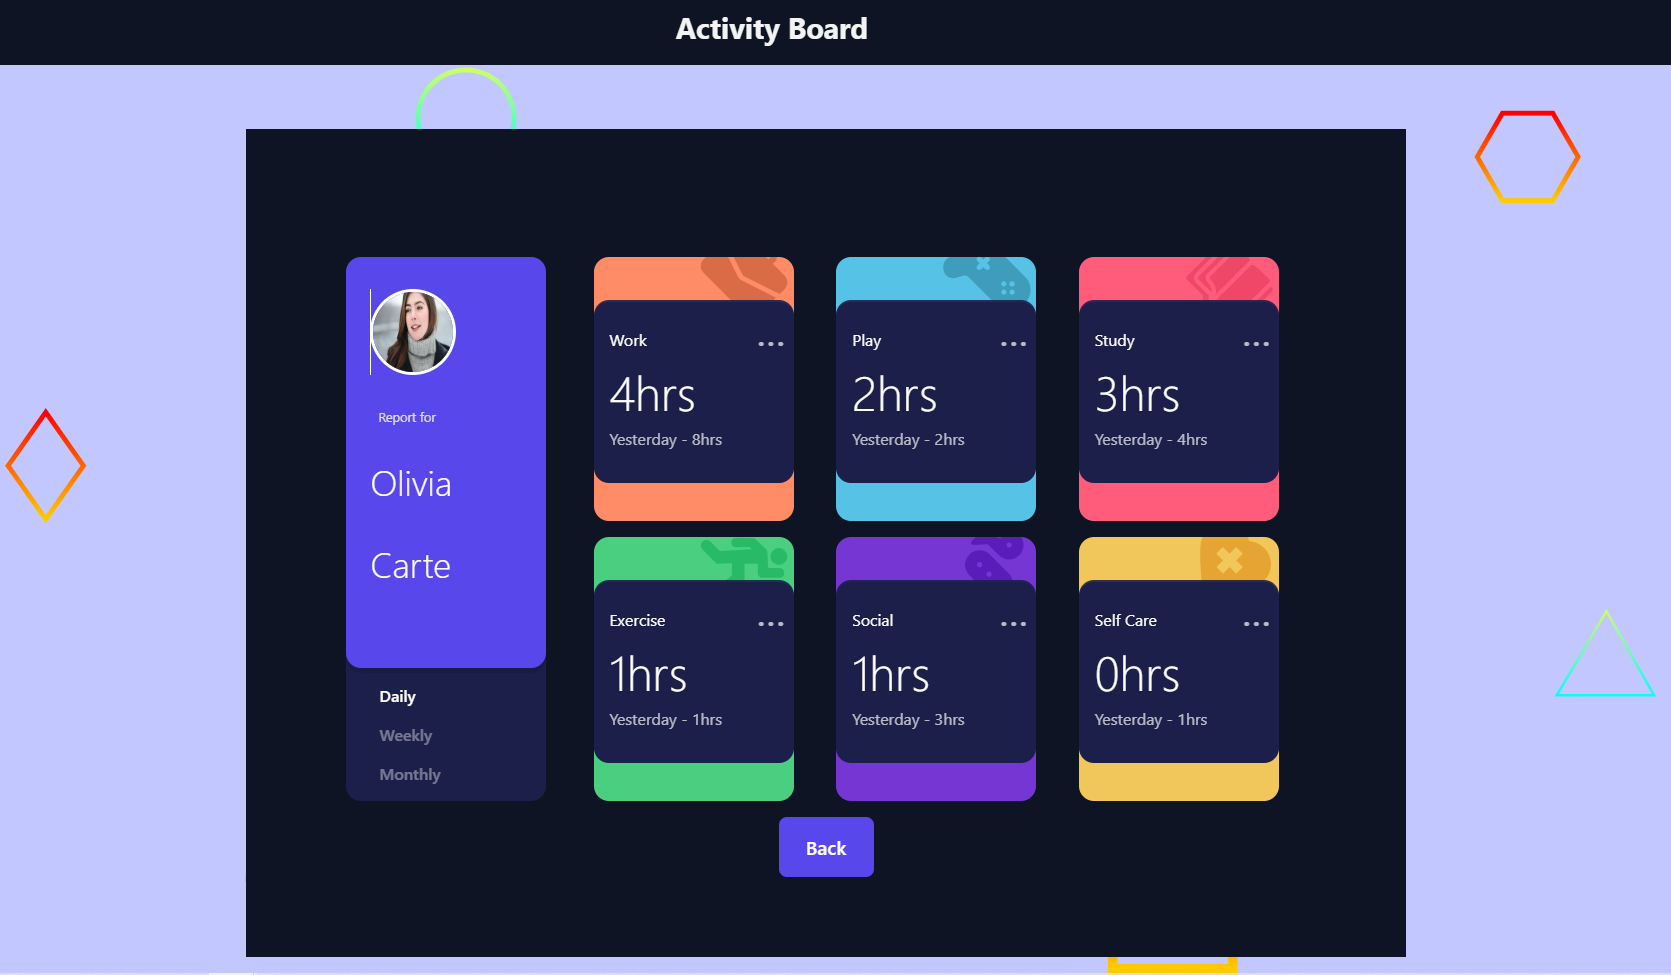 Activity Board
Report for
Olivia
Carte
Daily
Weekly
Monthly
Work
4hrs
Yesterday - 8hrs
Play
2hrs
Yesterday - 2hrs
Study
3hrs
Yesterday - 4hrs
Exercise
1hrs
Yesterday - 1hrs
Social
1hrs
Yesterday - 3hrs
Self Care
0hrs
Yesterday - 1hrs
Back